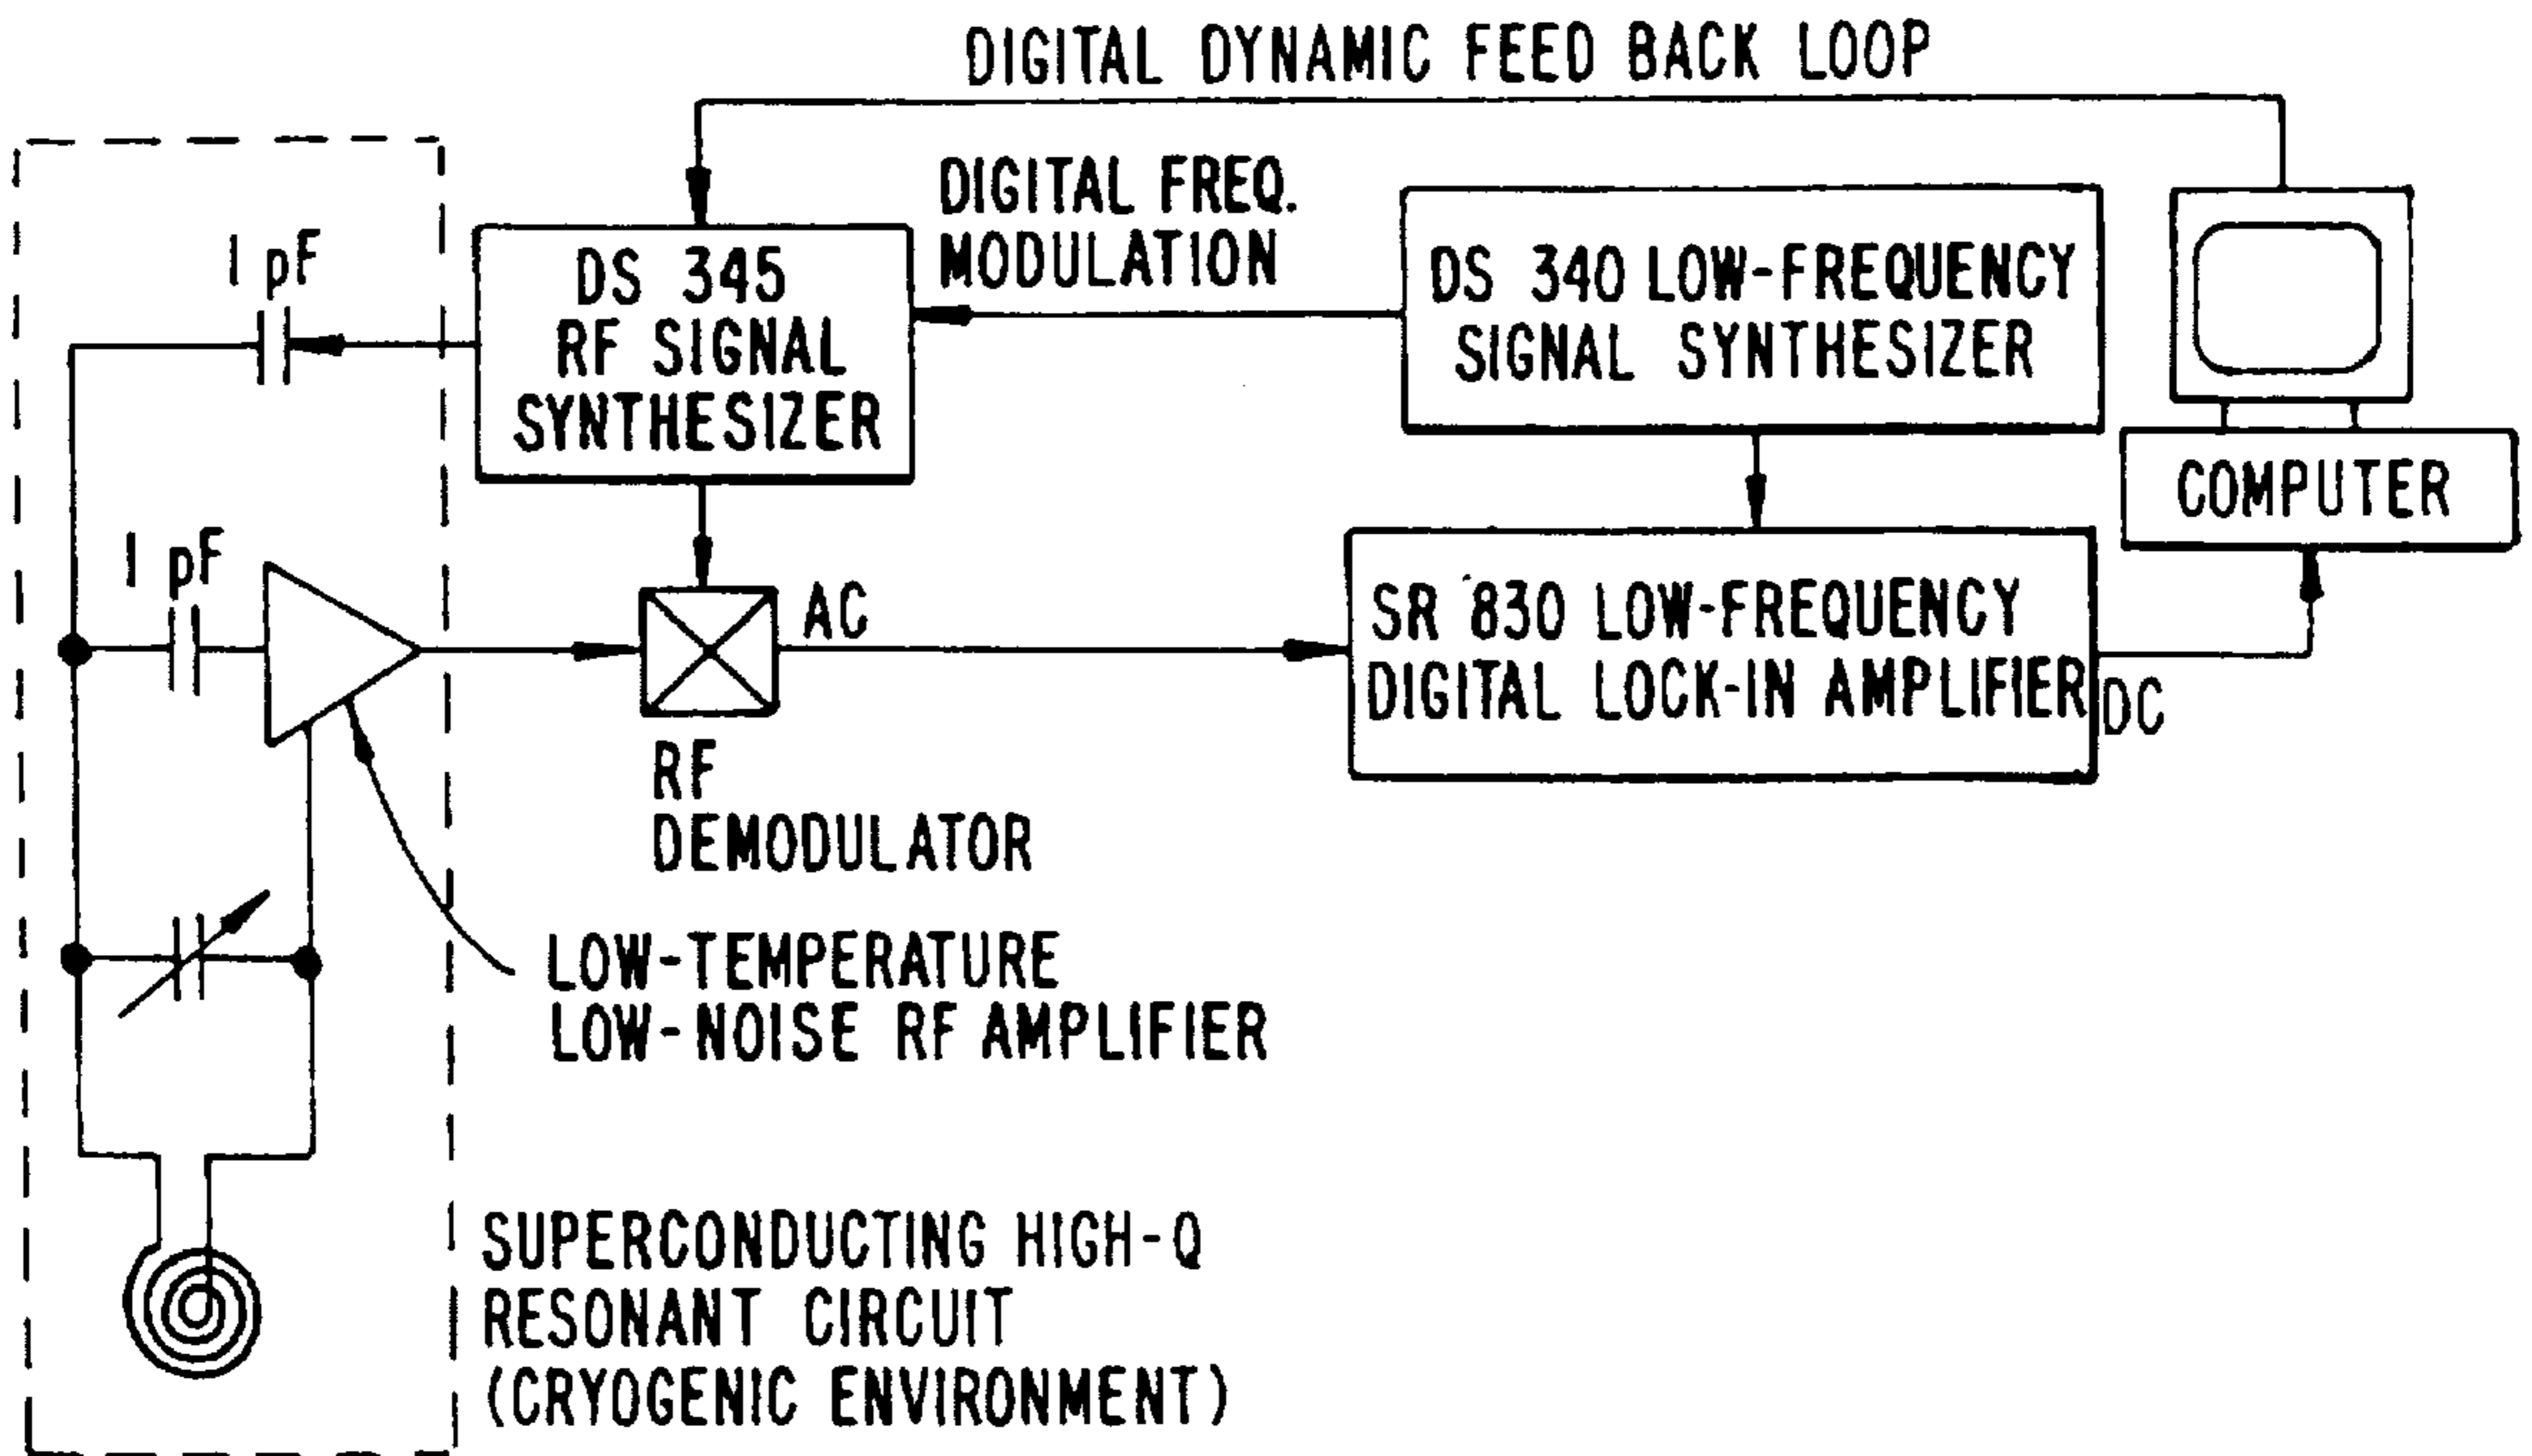 DIGITAL DYNAMIC FEED BACK LOOP
DIGITAL FREQ.
MODULATION
1 pF
DS 345
RF SIGNAL
SYNTHESIZER
DS 340 LOW-FREQUENCY
SIGNAL SYNTHESIZER
COMPUTER
1 pF
AC
SR 830 LOW-FREQUENCY
DIGITAL LOCK-IN AMPLIFIER
DC
RF
DEMODULATOR
LOW-TEMPERATURE
LOW-NOISE RF AMPLIFIER
SUPERCONDUCTING HIGH-Q
RESONANT CIRCUIT
(CRYOGENIC ENVIRONMENT)